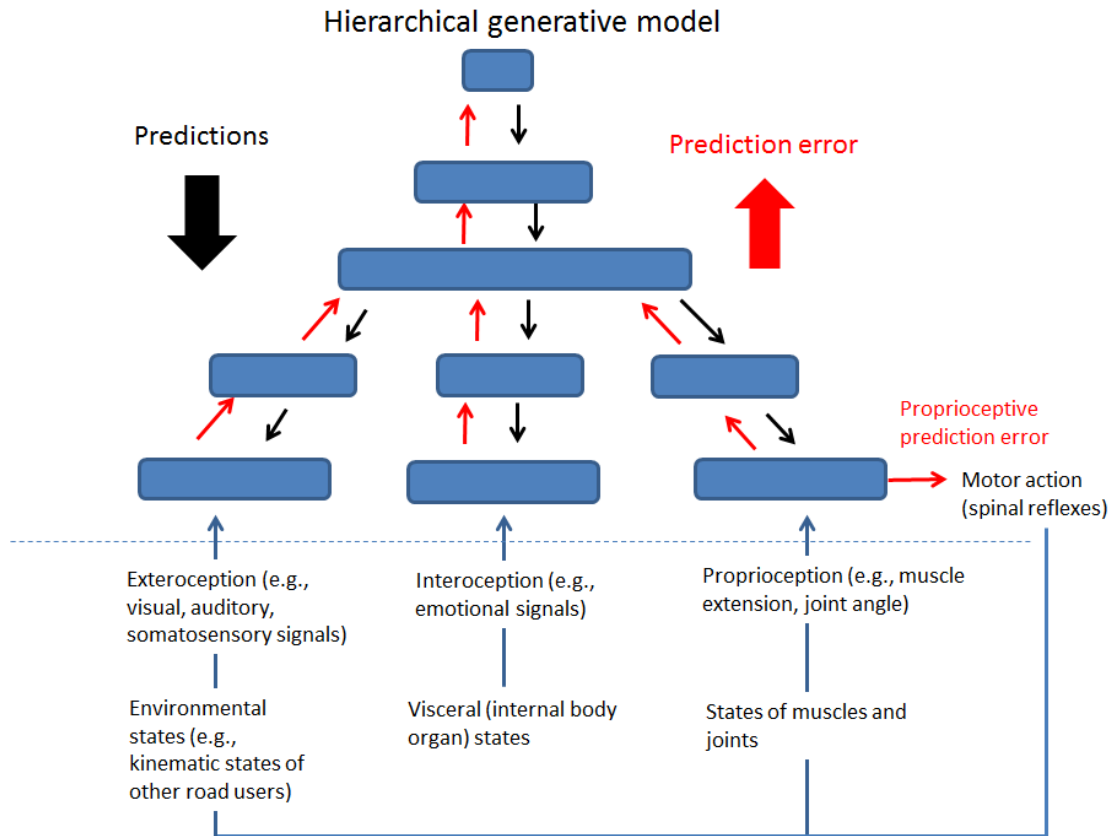 Hierarchical generative model
Predictions
Prediction error
Proprioceptive
prediction error
Motor action
(spinal reflexes)
Exteroception (e.g.,
visual, auditory,
somatosensory signals)
Interoception (e.g.,
emotional signals)
Proprioception (e.g., muscle
extension, joint angle)
Environmental
states (e.g.,
kinematic states of
other road users)
Visceral (internal body
organ) states
States of muscles and
joints